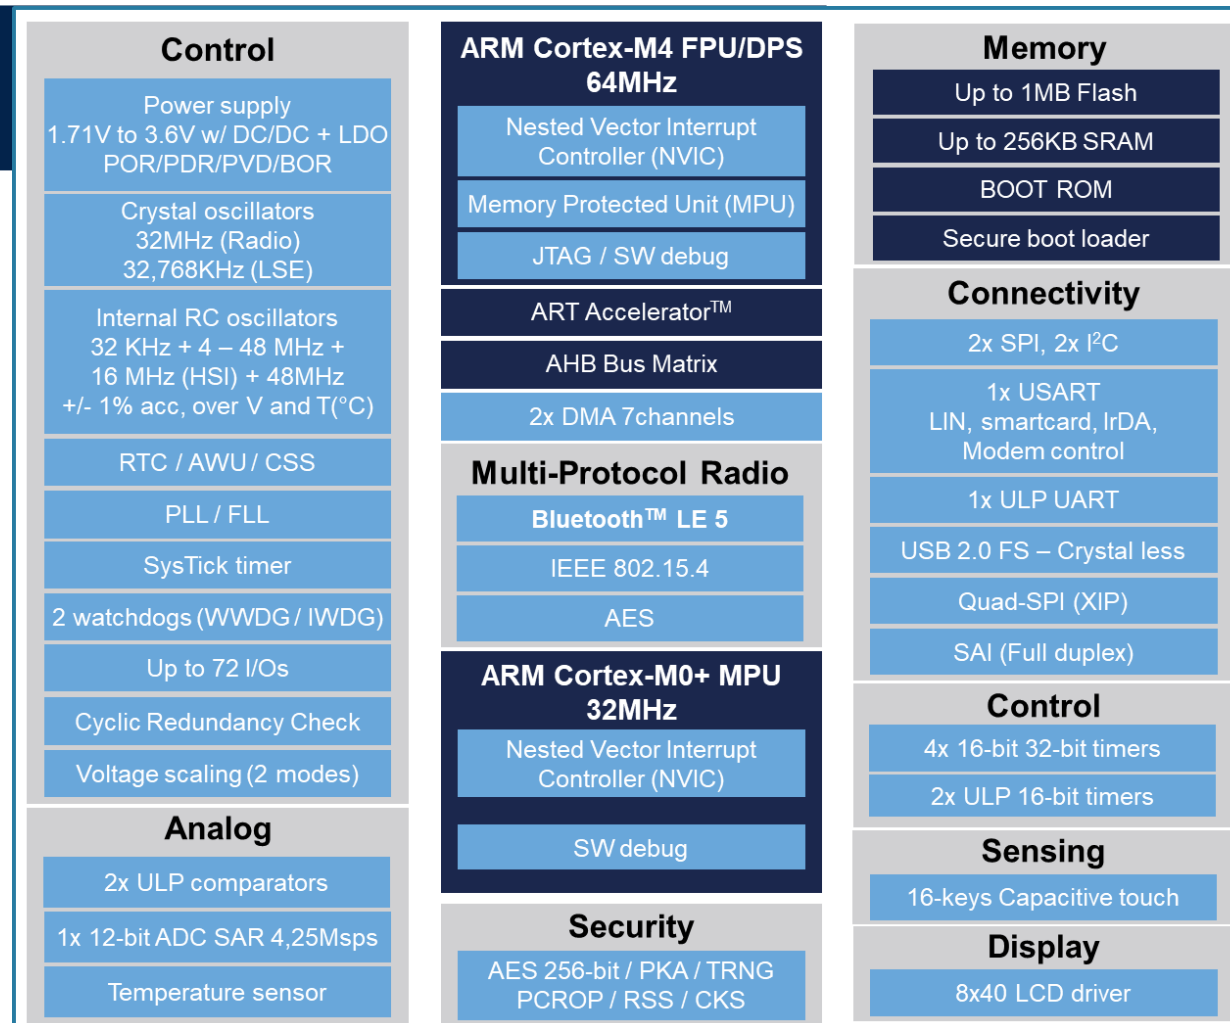 Control
Power supply
1.71V to 3.6V w/ DC/DC + LDO
POR/PDR/PVD/BOR
Crystal oscillators
32MHz (Radio)
32,768KHz (LSE)
Internal RC oscillators
32 KHz + 4 – 48 MHz +
16 MHz (HSI) + 48MHz
+/- 1% acc, over V and T(°C)
RTC / AWU / CSS
PLL / FLL
SysTick timer
2 watchdogs (WWDG / IWDG)
Up to 72 I/Os
Cyclic Redundancy Check
Voltage scaling (2 modes)
Analog
2x ULP comparators
1x 12-bit ADC SAR 4,25Msps
Temperature sensor
ARM Cortex-M4 FPU/DPS
64MHz
Nested Vector Interrupt
Controller (NVIC)
Memory Protected Unit (MPU)
JTAG / SW debug
ART Accelerator™
AHB Bus Matrix
2x DMA 7channels
Multi-Protocol Radio
Bluetooth™ LE 5
IEEE 802.15.4
AES
ARM Cortex-M0+ MPU
32MHz
Nested Vector Interrupt
Controller (NVIC)
SW debug
Security
AES 256-bit / PKA / TRNG
PCROP / RSS / CKS
Memory
Up to 1MB Flash
Up to 256KB SRAM
BOOT ROM
Secure boot loader
Connectivity
2x SPI, 2x I²C
1x USART
LIN, smartcard, IrDA,
Modem control
1x ULP UART
USB 2.0 FS – Crystal less
Quad-SPI (XIP)
SAI (Full duplex)
Control
4x 16-bit 32-bit timers
2x ULP 16-bit timers
Sensing
16-keys Capacitive touch
Display
8x40 LCD driver